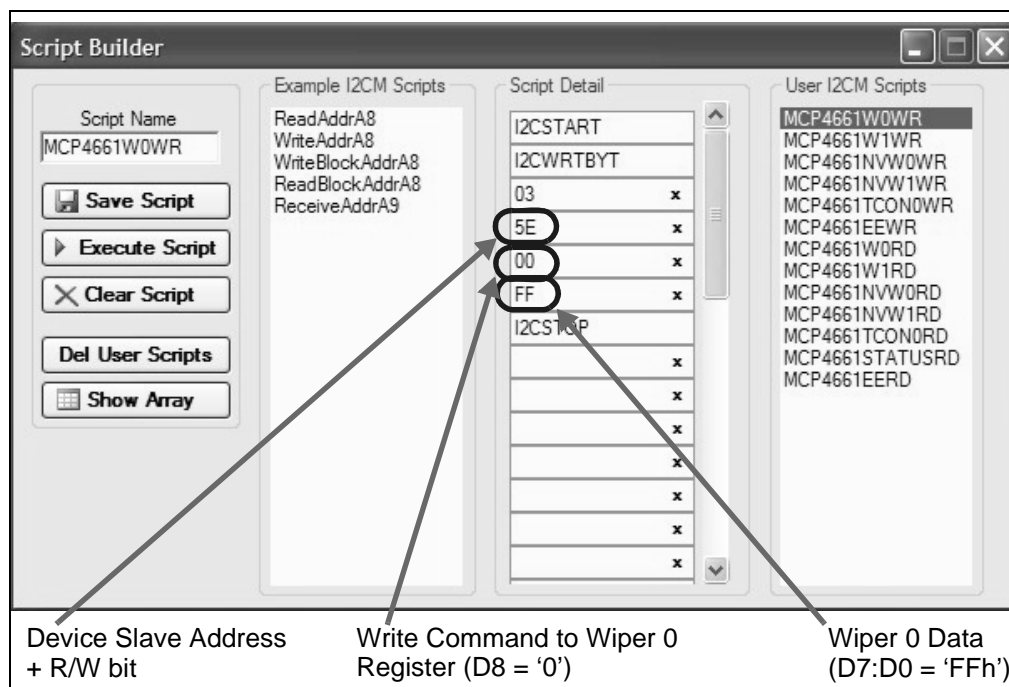 Script Builder
Script Name
MCP4661W0WR
Save Script
Execute Script
Clear Script
Del User Scripts
Show Array
Example I2CM Scripts
ReadAddrA8
WriteAddrA8
WriteBlockAddrA8
ReadBlockAddrA8
ReceiveAddrA9
Script Detail
I2CSTART
I2CWRTBYT
03 x
5E x
00 x
FF x
I2CSTOP
x
x
x
x
x
x
x
User I2CM Scripts
MCP4661W0WR
MCP4661W1WR
MCP4661NVW0WR
MCP4661NVW1WR
MCP4661TCON0WR
MCP4661EEWR
MCP4661W0RD
MCP4661W1RD
MCP4661NVW0RD
MCP4661NVW1RD
MCP4661TCON0RD
MCP4661STATUSRD
MCP4661EERD
Device Slave Address
+ R/W bit
Write Command to Wiper 0
Register (D8 = ‘0’)
Wiper 0 Data
(D7:D0 = ‘FFh’)